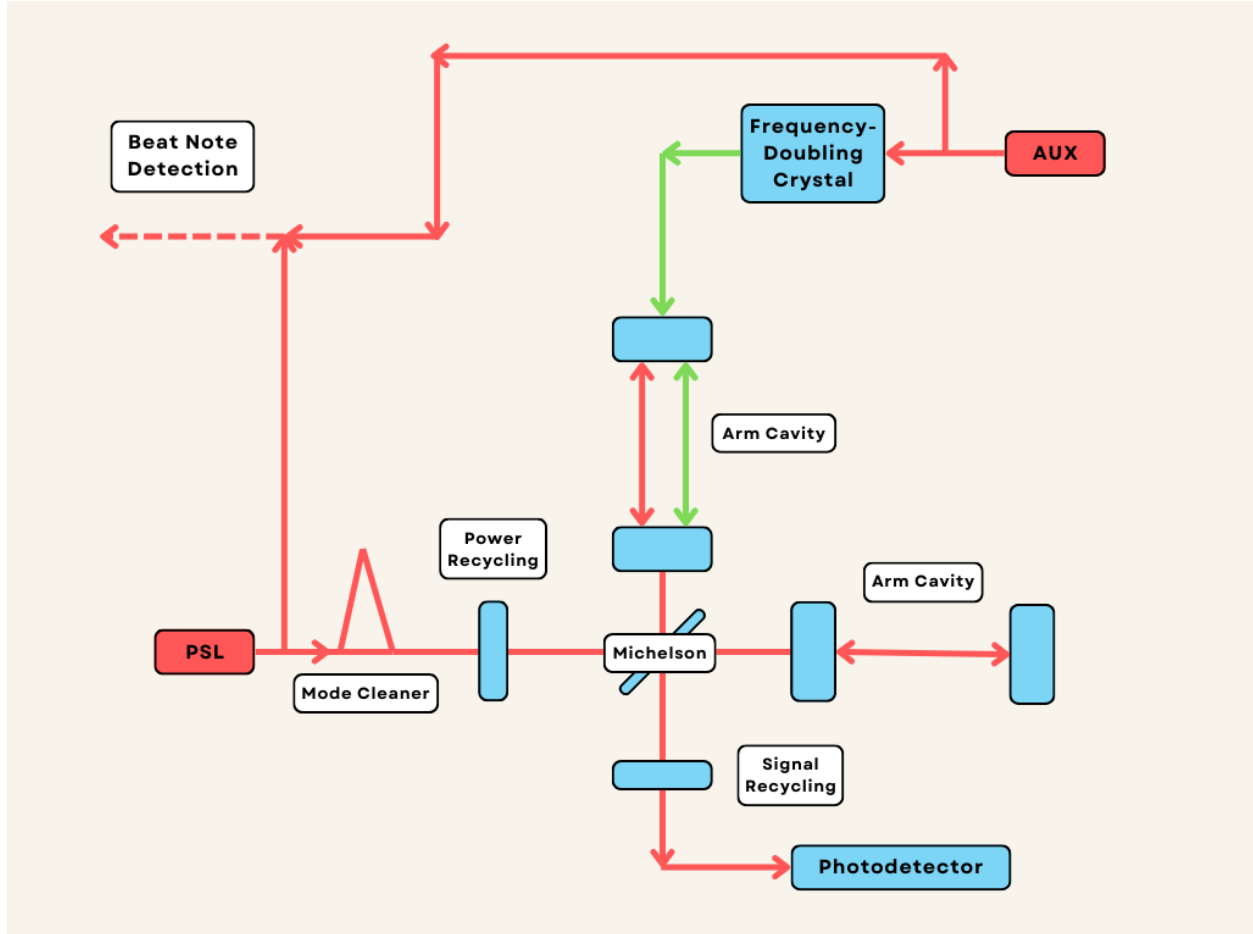 Beat Note
Detection
Frequency-
Doubling
Crystal
AUX
Arm Cavity
Power
Recycling
Arm Cavity
PSL
Michelson
Mode Cleaner
Signal
Recycling
Photodetector